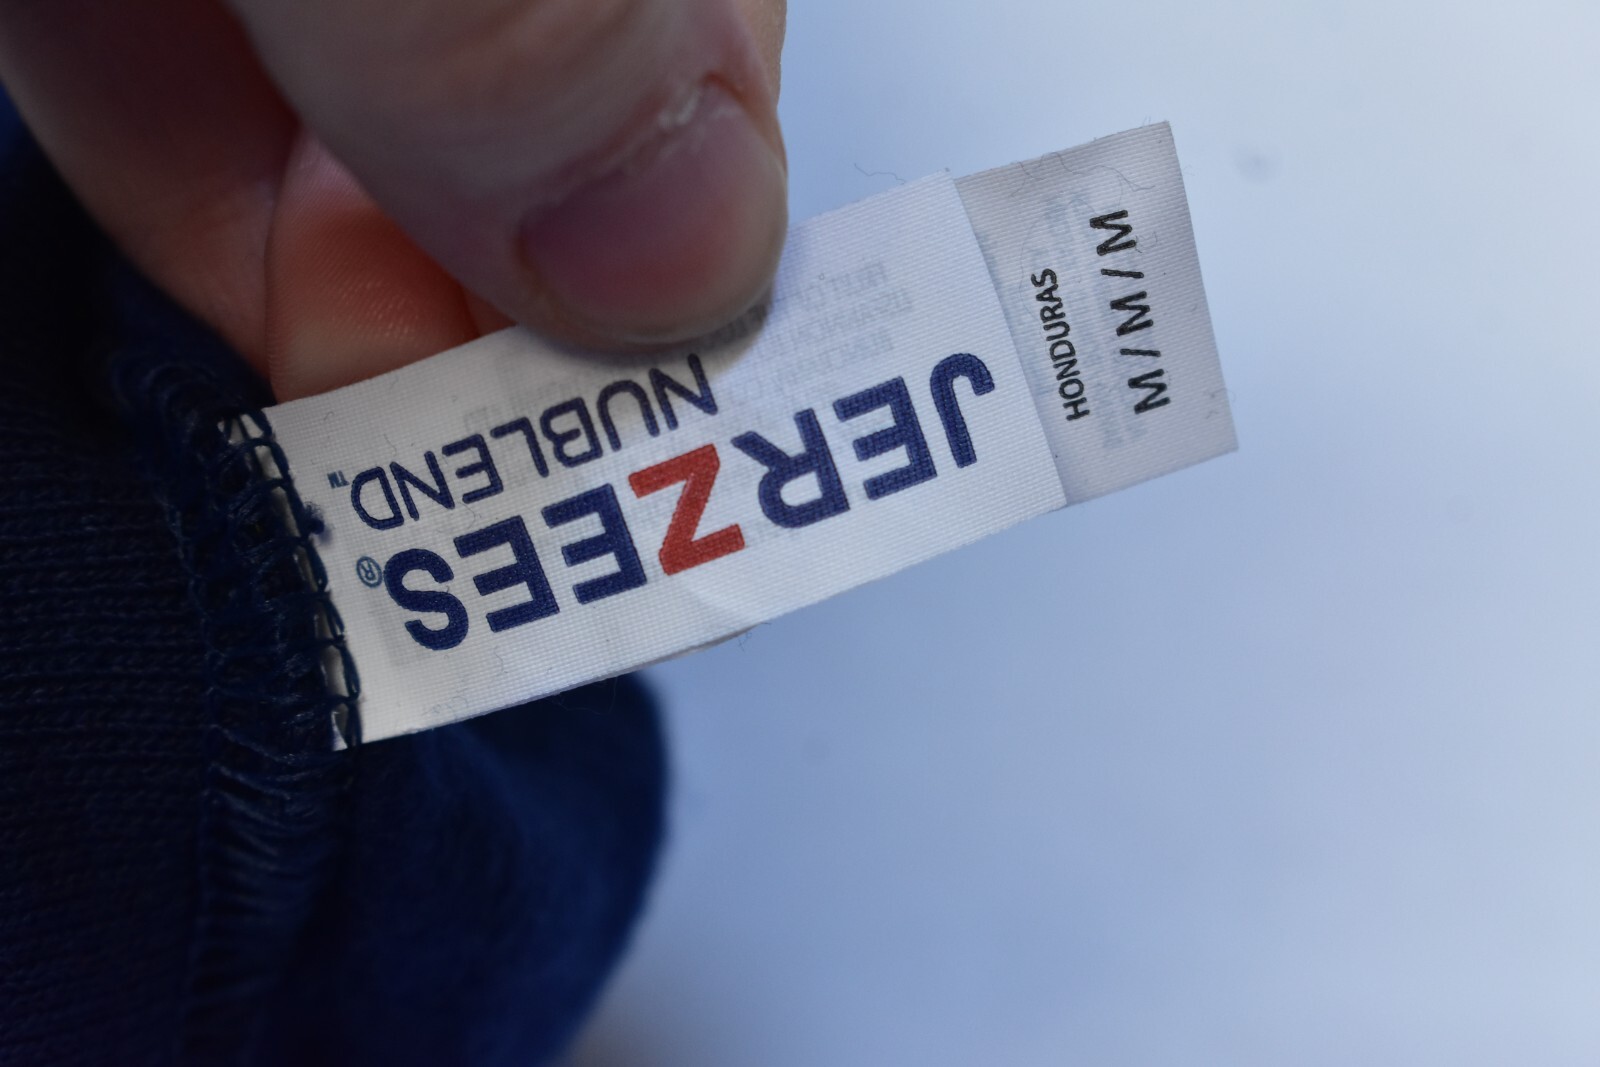 JERZEES®
NUBLEND™
HONDURAS
M / M / M